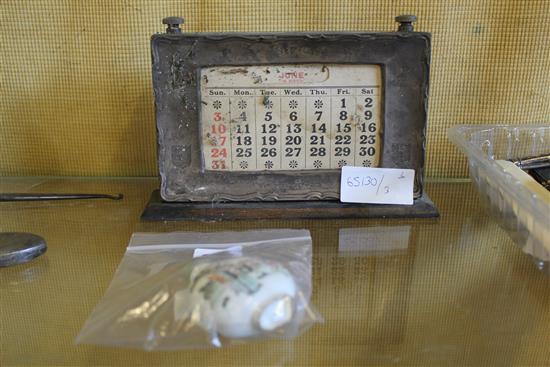 JUNE
Sun. Mon. Tue. Wed. Thu. Fri. Sat
1 2
3 4 5 6 7 8 9
10 11 12 13 14 15 16
7 18 19 20 21 22 23
24 25 26 27 28 29 30
31
65130/3